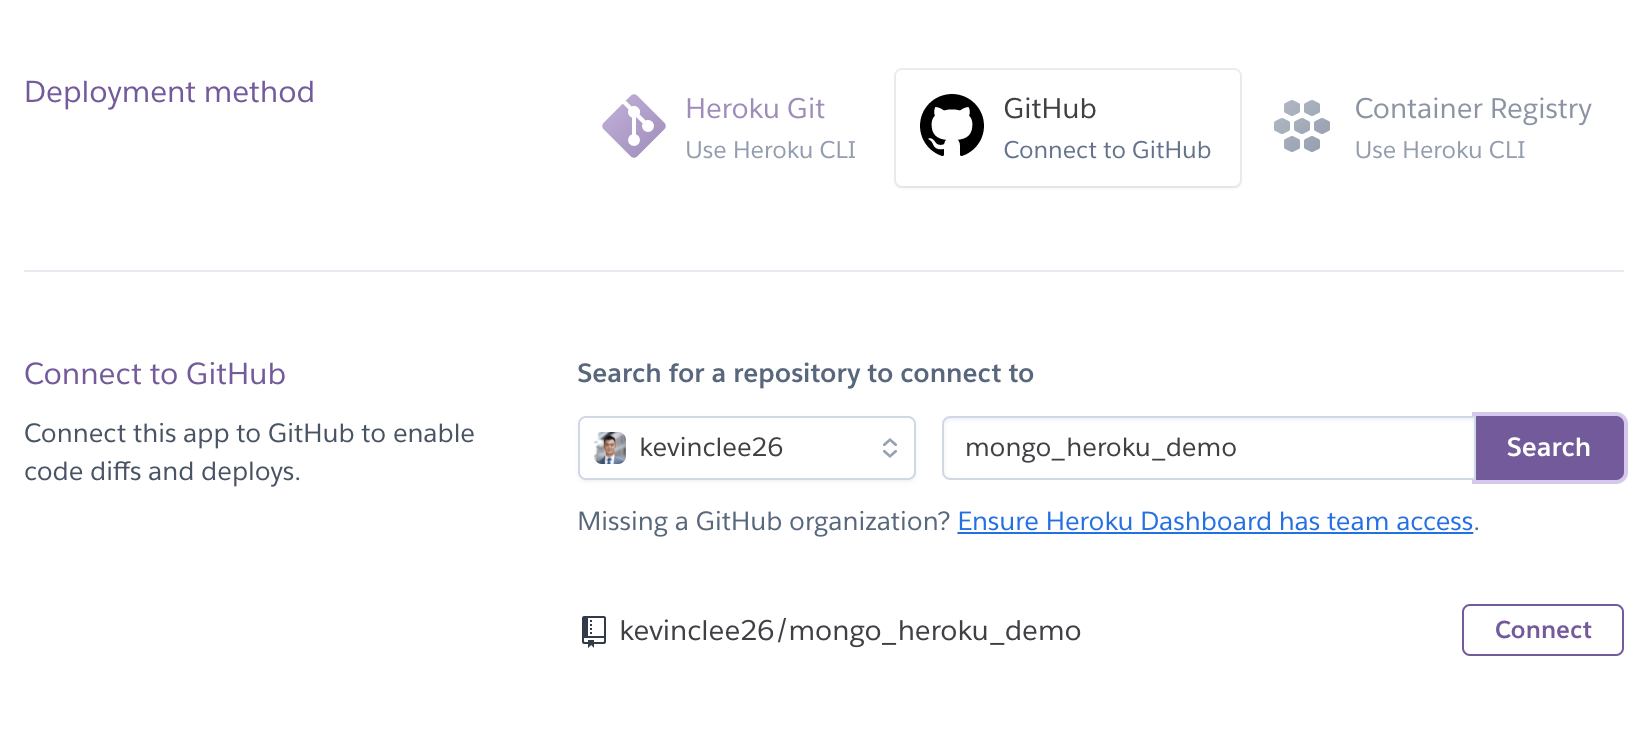 Deployment method
Heroku Git
Use Heroku CLI
GitHub
Connect to GitHub
Container Registry
Use Heroku CLI
Connect to GitHub
Connect this app to GitHub to enable
code diffs and deploys.
Search for a repository to connect to
kevinclee26
mongo_heroku_demo
Search
Missing a GitHub organization? Ensure Heroku Dashboard has team access.
kevinclee26/mongo_heroku_demo
Connect